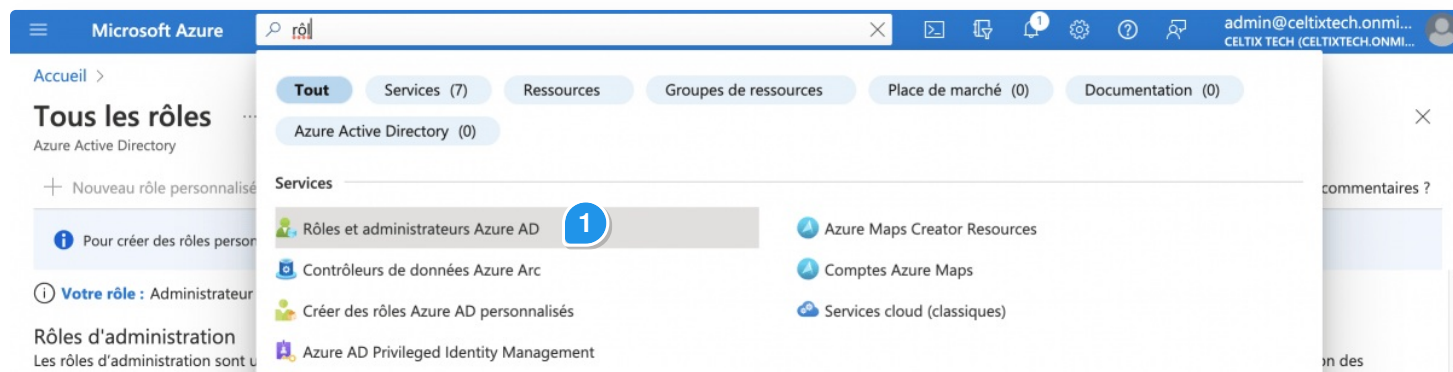 Microsoft Azure
rôl
1
admin@celtixtech.onmi...
CELTIX TECH (CELTIXTECH.ONMI...
Accueil >
Tous les rôles ...
Azure Active Directory
Nouveau rôle personnalisé
Pour créer des rôles person
Votre rôle : Administrateur
Rôles d'administration
Les rôles d'administration sont u
Tout
Services (7)
Ressources
Groupes de ressources
Place de marché (0)
Documentation (0)
Azure Active Directory (0)
Services
Rôles et administrateurs Azure AD
1
Contrôleurs de données Azure Arc
Créer des rôles Azure AD personnalisés
Azure AD Privileged Identity Management
Azure Maps Creator Resources
Comptes Azure Maps
Services cloud (classiques)
commentaires ?
on des